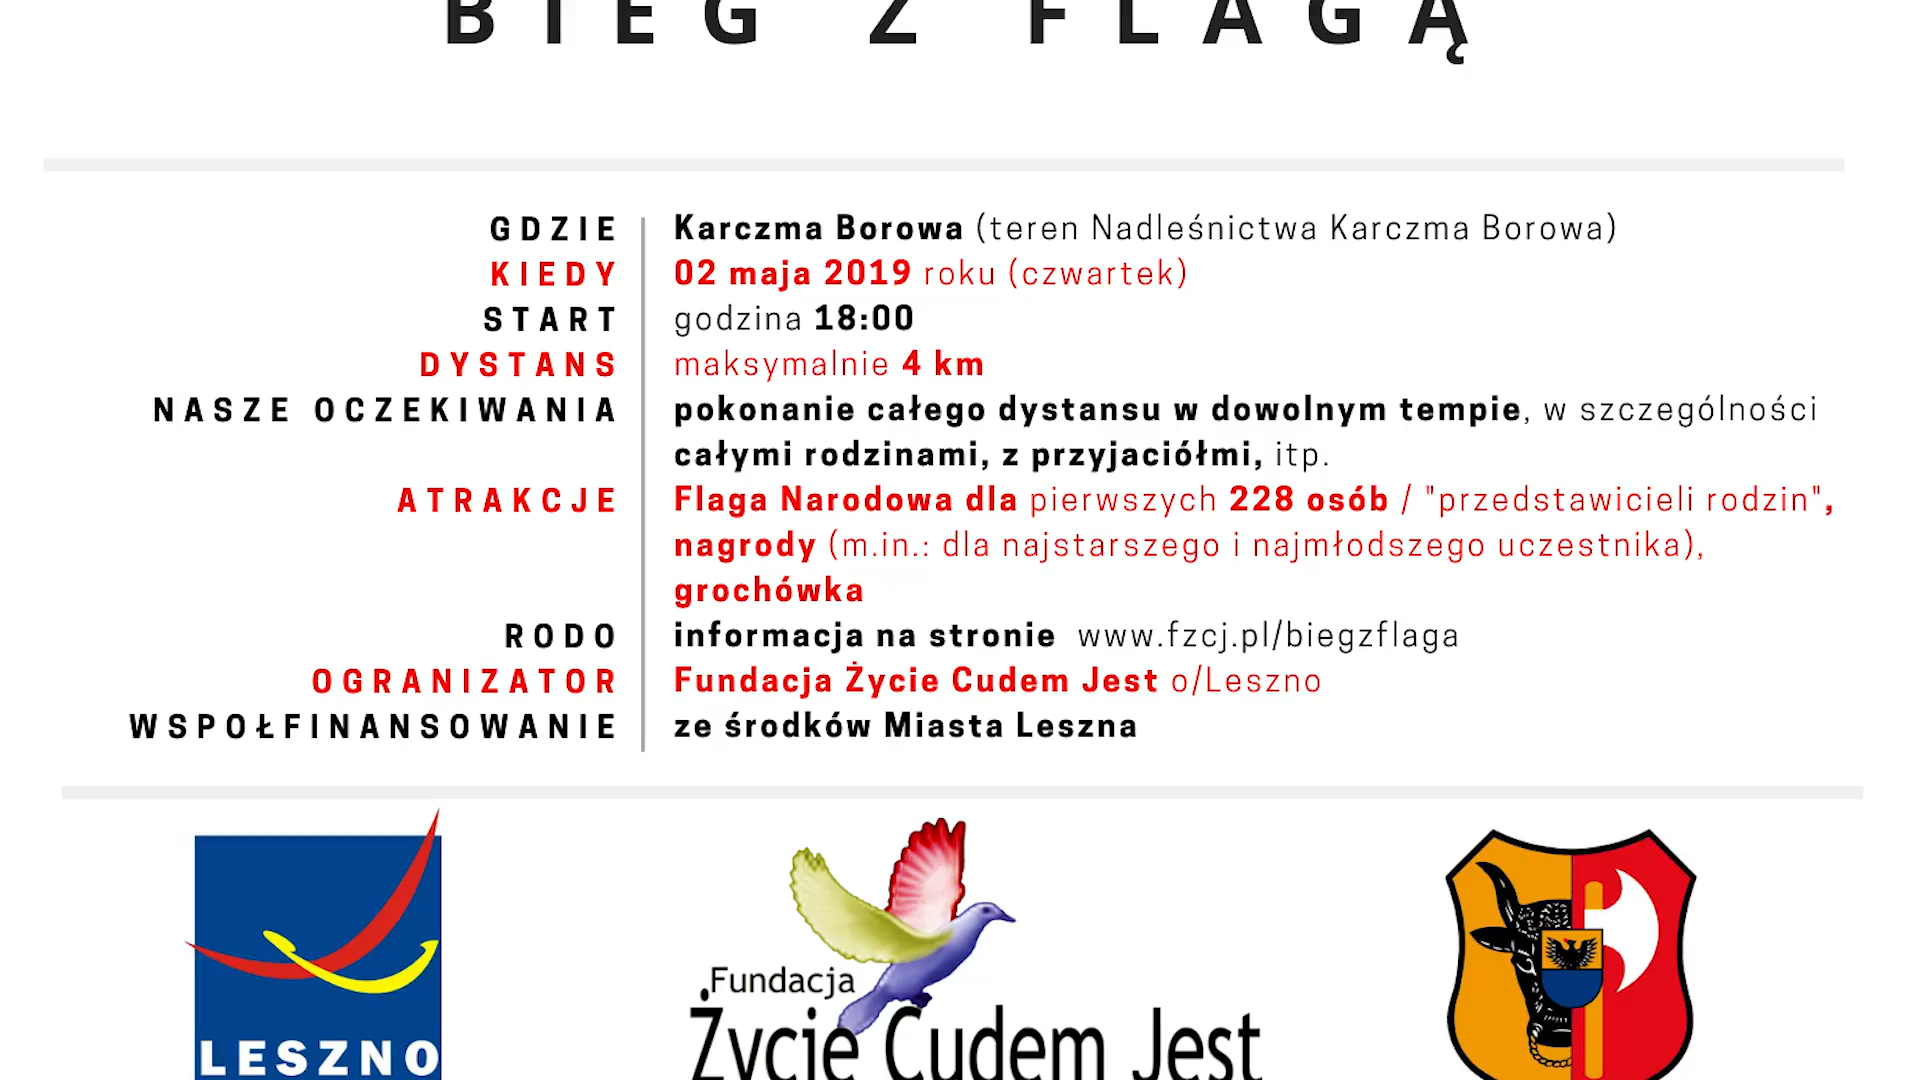 BIEG Z FLAGĄ
GDZIE Karczma Borowa (teren Nadleśnictwa Karczma Borowa)
KIEDY 02 maja 2019 roku (czwartek)
START godzina 18:00
DYSTANS maksymalnie 4 km
NASZE OCZEKIWANIA pokonanie całego dystansu w dowolnym tempie, w szczególności
całymi rodzinami, z przyjaciółmi, itp.
ATRAKCJE Flaga Narodowa dla pierwszych 228 osób / "przedstawicieli rodzin",
nagrody (m.in.: dla najstarszego i najmłodszego uczestnika),
grochówka
RODO informacja na stronie www.fzcj.pl/biegzflaga
OGRANIZATOR Fundacja Życie Cudem Jest o/Leszno
WSPOŁFINANSOWANIE ze środków Miasta Leszna
LESZNO
Fundacja
Życie Cudem Jest